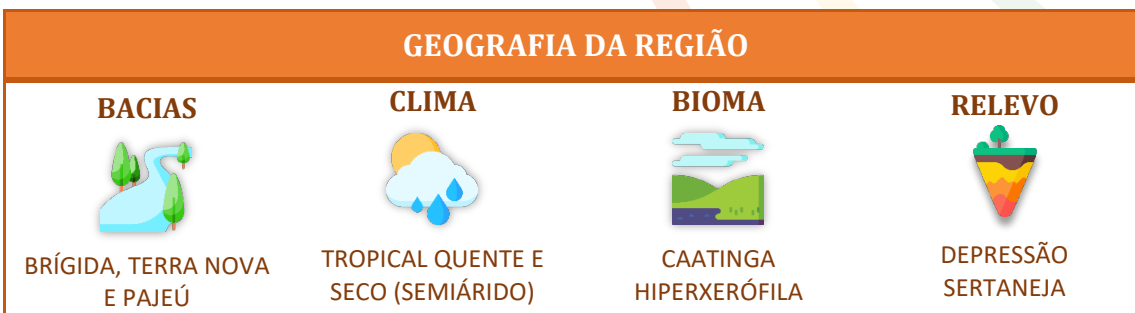 GEOGRAFIA DA REGIÃO
BACIAS
BRÍGIDA, TERRA NOVA
E PAJEÚ
CLIMA
TROPICAL QUENTE E
SECO (SEMIÁRIDO)
BIOMA
CAATINGA
HIPERXERÓFILA
RELEVO
DEPRESSÃO
SERTANEJA